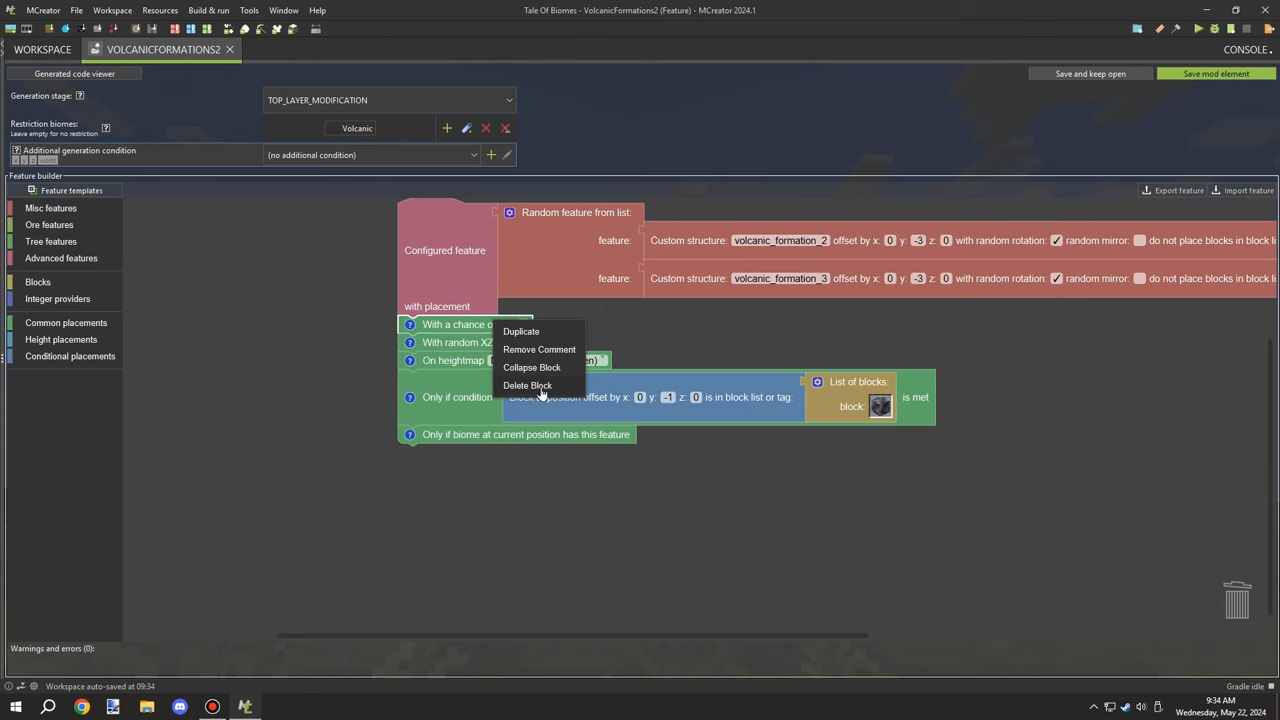 MCreator File Workspace Resources Build & run Tools Window Help Tale Of Biomes - VolcanicFormations2 (Feature) - MCreator 2024.1
WORKSPACE VOLCANICFORMATIONS2 CONSOLE
Generated code viewer Save and keep open Save mod element
Generation stage: ? TOP_LAYER_MODIFICATION
Restriction biomes: ? Volcanic
Leave empty for no restriction
? Additional generation condition (no additional condition)
x y z world
Feature builder
Feature templates Export feature Import feature
Misc features
Ore features
Tree features
Advanced features
Blocks
Integer providers
Common placements
Height placements
Conditional placements
Configured feature
with placement
Random feature from list:
feature: Custom structure: volcanic_formation_2 offset by x: 0 y: -3 z: 0 with random rotation: ✓ random mirror: do not place blocks in block li
feature: Custom structure: volcanic_formation_3 offset by x: 0 y: -3 z: 0 with random rotation: ✓ random mirror: do not place blocks in block li
? With a chance o
? With random XZ
? On heightmap en)
? Only if condition offset by x: 0 y: -1 z: 0 is in block list or tag: List of blocks:
block: is met
? Only if biome at current position has this feature
Duplicate
Remove Comment
Collapse Block
Delete Block
Warnings and errors (0):
Workspace auto-saved at 09:34 Gradle idle
9:34 AM
Wednesday, May 22, 2024